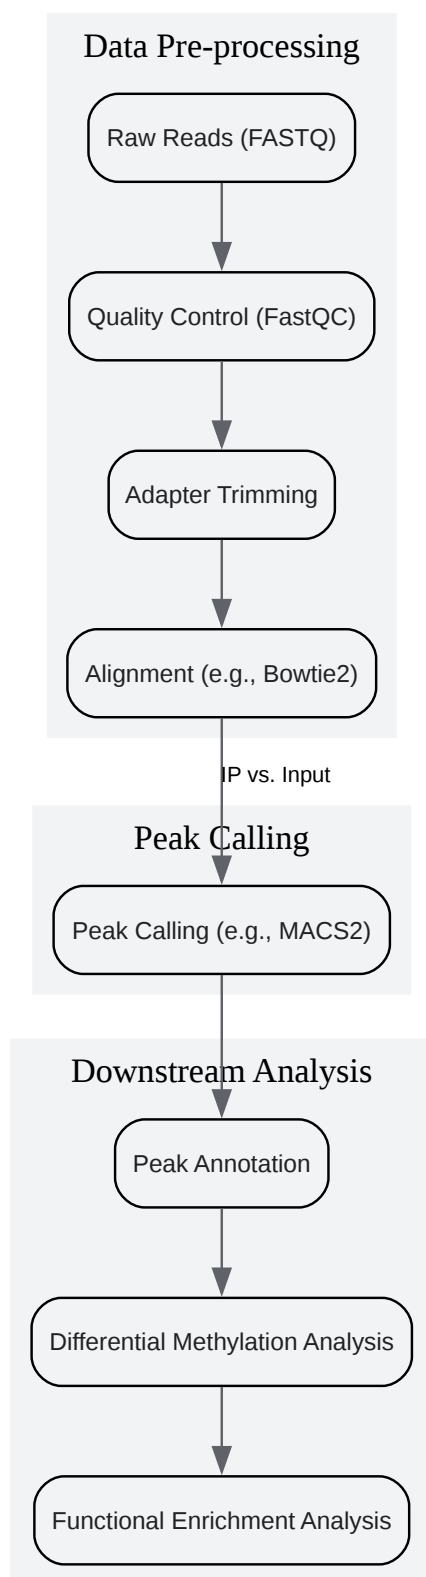 Data Pre-processing
Raw Reads (FASTQ)
Quality Control (FastQC)
Adapter Trimming
Alignment (e.g., Bowtie2)
IP vs. Input
Peak Calling
Peak Calling (e.g., MACS2)
Downstream Analysis
Peak Annotation
Differential Methylation Analysis
Functional Enrichment Analysis